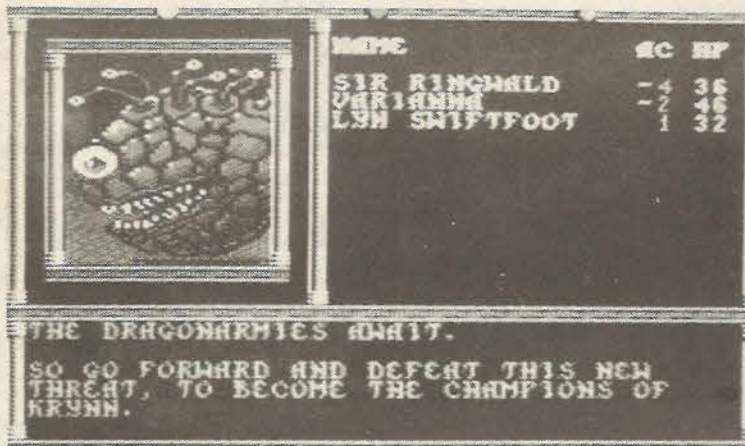 NAME AC HP
SIR RINGWALD -4 36
VARIANNA -2 46
LYN SWIFTFOOT 1 32
THE DRAGONARMIES AWAIT.
SO GO FORWARD AND DEFEAT THIS NEW
THREAT, TO BECOME THE CHAMPIONS OF
KRYNN.